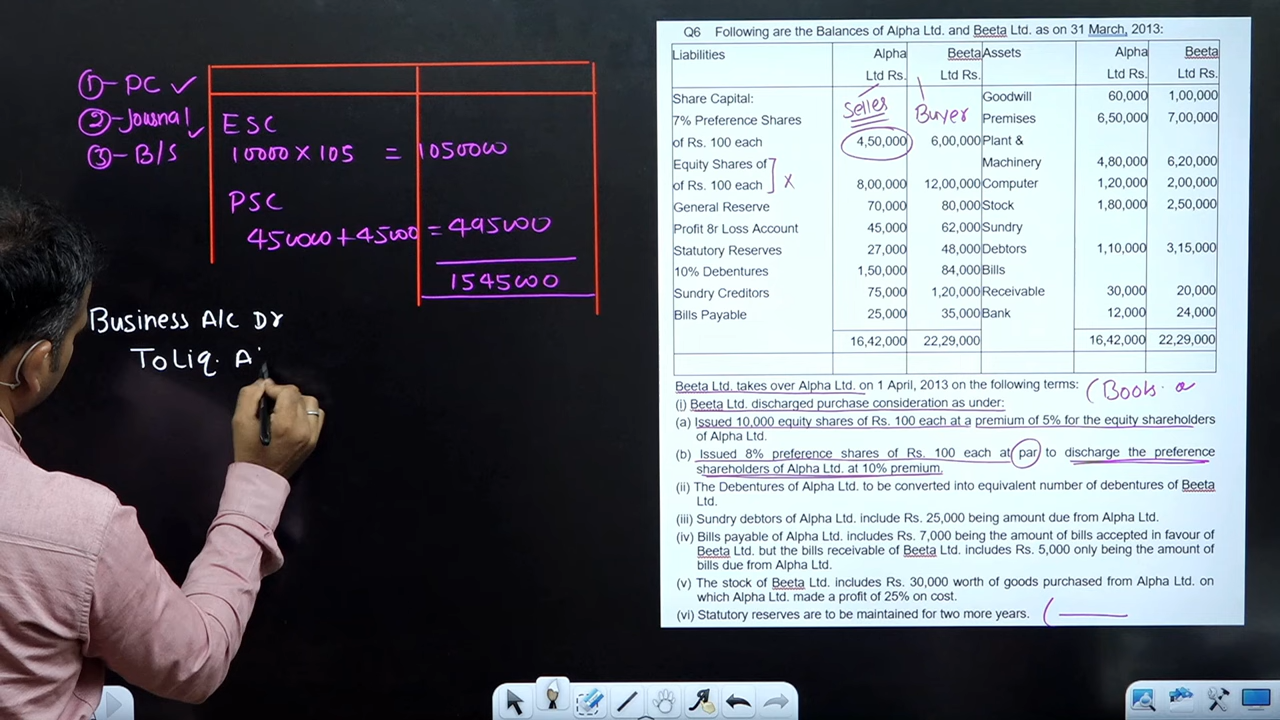 ①- PC ✓
②- Journal ✓
③- B/S
ESC
10000 × 105 = 1050000
PSC
450000 + 45000 = 495000
1545000
Business A/C Dr
To Liq. A
Q6 Following are the Balances of Alpha Ltd. and Beeta Ltd. as on 31 March, 2013:
Liabilities Alpha Beeta Assets Alpha Beeta
Ltd Rs. Ltd Rs. Ltd Rs. Ltd Rs.
Seller Buyer
Share Capital: Goodwill 60,000 1,00,000
7% Preference Shares Premises 6,50,000 7,00,000
of Rs. 100 each 4,50,000 6,00,000 Plant &
Equity Shares of Machinery 4,80,000 6,20,000
of Rs. 100 each ] X 8,00,000 12,00,000 Computer 1,20,000 2,00,000
General Reserve 70,000 80,000 Stock 1,80,000 2,50,000
Profit 8r Loss Account 45,000 62,000 Sundry
Statutory Reserves 27,000 48,000 Debtors 1,10,000 3,15,000
10% Debentures 1,50,000 84,000 Bills
Sundry Creditors 75,000 1,20,000 Receivable 30,000 20,000
Bills Payable 25,000 35,000 Bank 12,000 24,000
16,42,000 22,29,000 16,42,000 22,29,000
Beeta Ltd. takes over Alpha Ltd. on 1 April, 2013 on the following terms: (Books. a
(i) Beeta Ltd. discharged purchase consideration as under:
(a) Issued 10,000 equity shares of Rs. 100 each at a premium of 5% for the equity shareholders
of Alpha Ltd.
(b) Issued 8% preference shares of Rs. 100 each at par to discharge the preference
shareholders of Alpha Ltd. at 10% premium.
(ii) The Debentures of Alpha Ltd. to be converted into equivalent number of debentures of Beeta
Ltd.
(iii) Sundry debtors of Alpha Ltd. include Rs. 25,000 being amount due from Alpha Ltd.
(iv) Bills payable of Alpha Ltd. includes Rs. 7,000 being the amount of bills accepted in favour of
Beeta Ltd. but the bills receivable of Beeta Ltd. includes Rs. 5,000 only being the amount of
bills due from Alpha Ltd.
(v) The stock of Beeta Ltd. includes Rs. 30,000 worth of goods purchased from Alpha Ltd. on
which Alpha Ltd. made a profit of 25% on cost.
(vi) Statutory reserves are to be maintained for two more years.